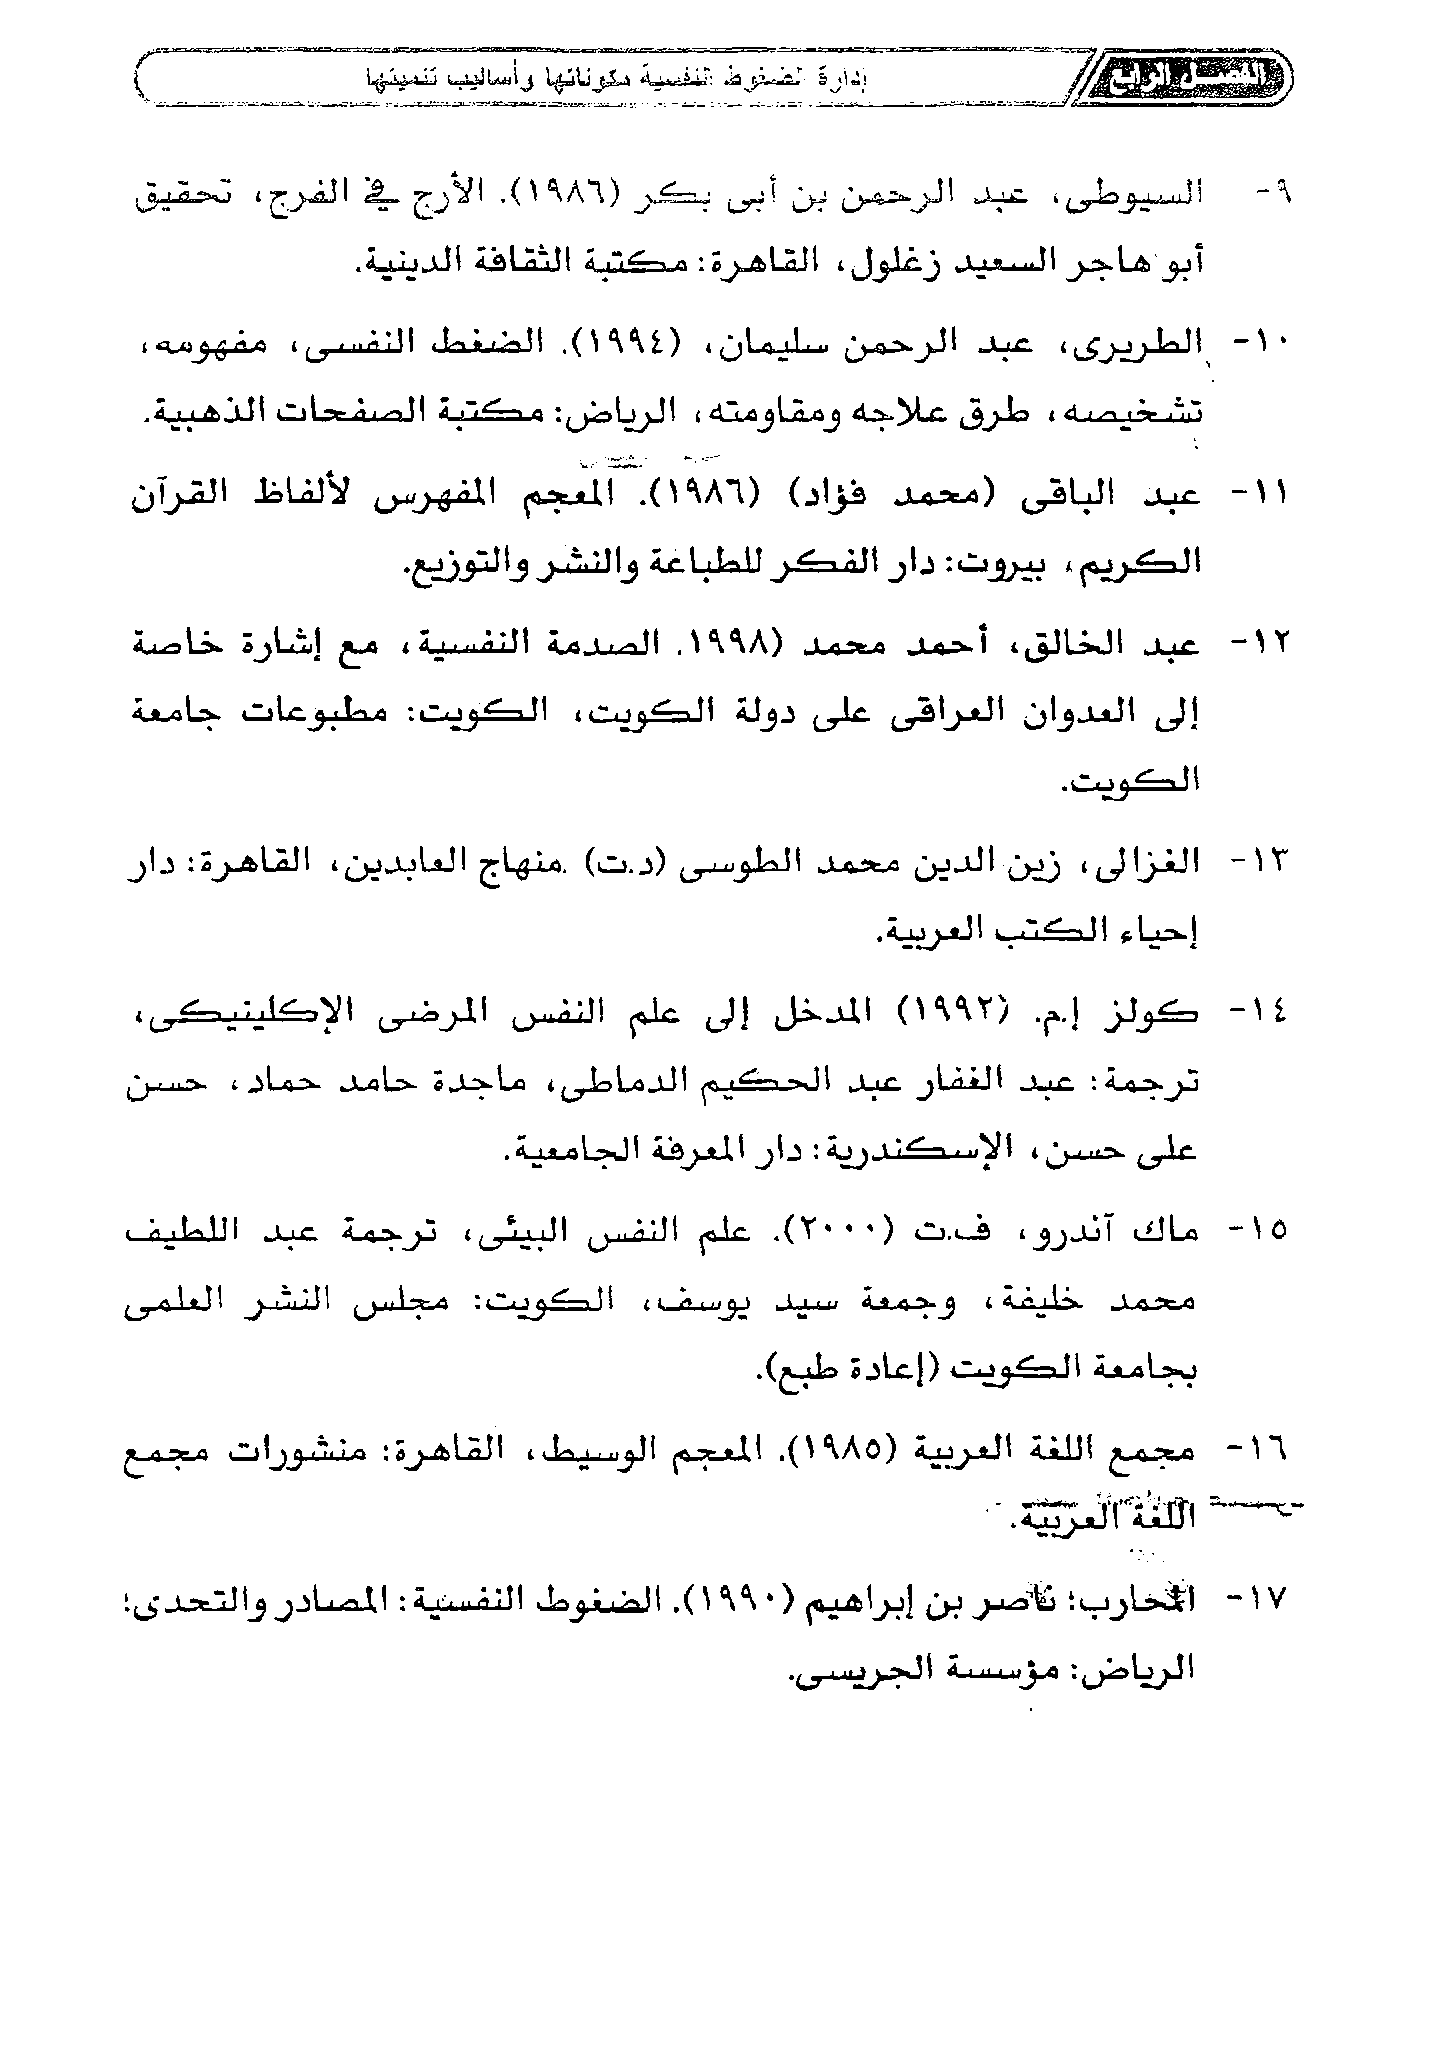 الفصل الرابع
إدارة الضغوط النفسية مكوناتها وأساليب تنميتها
٩- السيوطى، عبد الرحمن بن أبى بكر (١٩٨٦). الأرج في الفرج، تحقيق
أبو هاجر السعيد زغلول، القاهرة: مكتبة الثقافة الدينية.
١٠- الطريرى، عبد الرحمن سليمان، (١٩٩٤). الضغط النفسى، مفهومه،
تشخيصه، طرق علاجه ومقاومته، الرياض: مكتبة الصفحات الذهبية.
١١- عبد الباقى (محمد فؤاد) (١٩٨٦). المعجم المفهرس لألفاظ القرآن
الكريم، بيروت: دار الفكر للطباعة والنشر والتوزيع.
١٢- عبد الخالق، أحمد محمد (١٩٩٨. الصدمة النفسية، مع إشارة خاصة
إلى العدوان العراقى على دولة الكويت، الكويت: مطبوعات جامعة
الكويت.
١٣- الغزالى، زين الدين محمد الطوسى (د.ت) .منهاج العابدين، القاهرة: دار
إحياء الكتب العربية.
١٤- كولز إ.م. (١٩٩٢) المدخل إلى علم النفس المرضى الإكلينيكى،
ترجمة: عبد الغفار عبد الحكيم الدماطى، ماجدة حامد حماد، حسن
على حسن، الإسكندرية: دار المعرفة الجامعية.
١٥- ماك آندرو، ف.ت (٢٠٠٠). علم النفس البيئى، ترجمة عبد اللطيف
محمد خليفة، وجمعة سيد يوسف، الكويت: مجلس النشر العلمى
بجامعة الكويت (إعادة طبع).
١٦- مجمع اللغة العربية (١٩٨٥). المعجم الوسيط، القاهرة: منشورات مجمع
اللغة العربية.
١٧- المحارب؛ ناصر بن إبراهيم (١٩٩٠). الضغوط النفسية: المصادر والتحدى؛
الرياض: مؤسسة الجريسى.